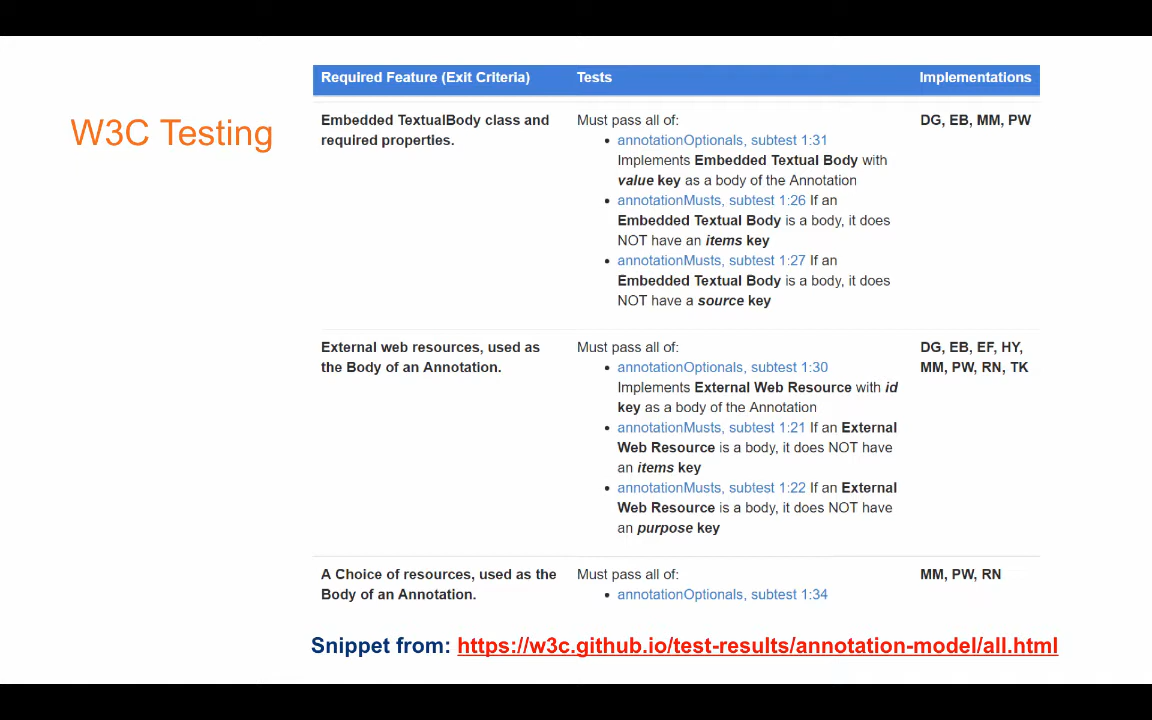 W3C Testing
Required Feature (Exit Criteria) Tests Implementations
Embedded TextualBody class and
required properties.
Must pass all of:
annotationOptionals, subtest 1:31
Implements Embedded Textual Body with
value key as a body of the Annotation
annotationMusts, subtest 1:26 If an
Embedded Textual Body is a body, it does
NOT have an items key
annotationMusts, subtest 1:27 If an
Embedded Textual Body is a body, it does
NOT have a source key
DG, EB, MM, PW
External web resources, used as
the Body of an Annotation.
Must pass all of:
annotationOptionals, subtest 1:30
Implements External Web Resource with id
key as a body of the Annotation
annotationMusts, subtest 1:21 If an External
Web Resource is a body, it does NOT have
an items key
annotationMusts, subtest 1:22 If an External
Web Resource is a body, it does NOT have
an purpose key
DG, EB, EF, HY,
MM, PW, RN, TK
A Choice of resources, used as the
Body of an Annotation.
Must pass all of:
annotationOptionals, subtest 1:34
MM, PW, RN
Snippet from: https://w3c.github.io/test-results/annotation-model/all.html